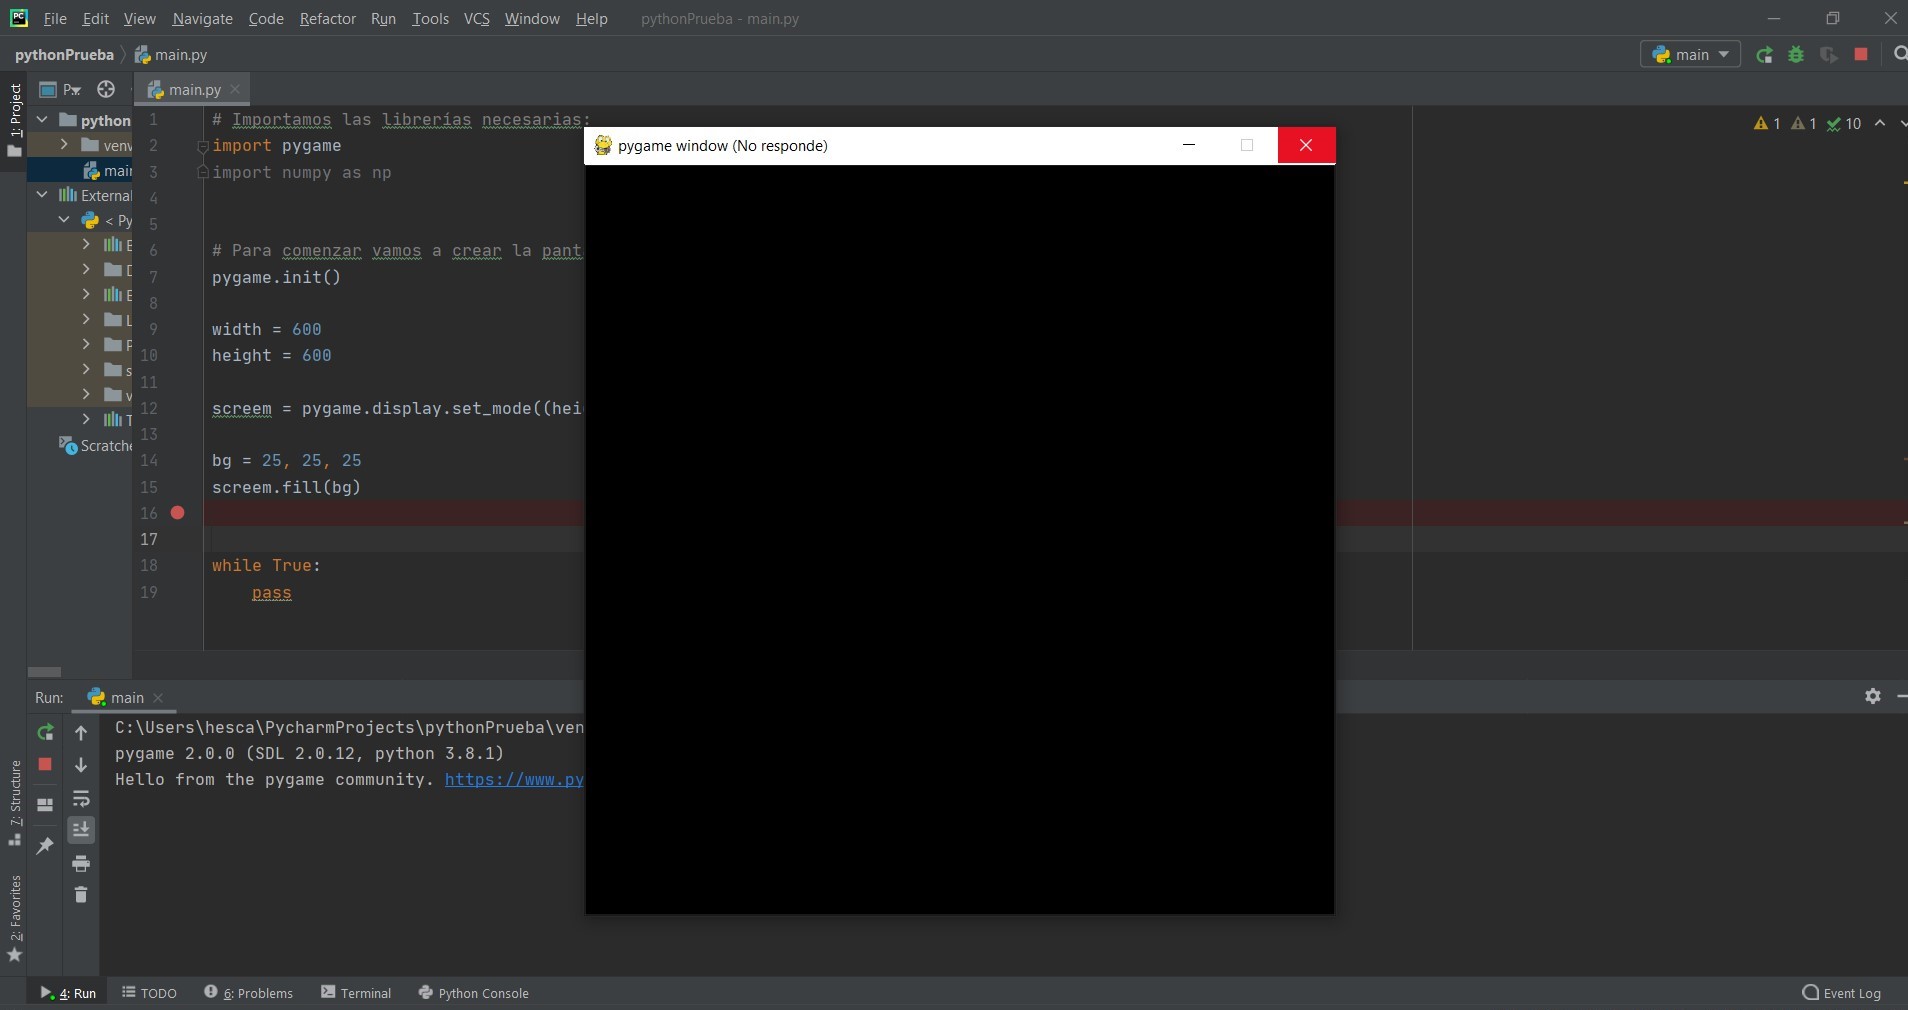 File Edit View Navigate Code Refactor Run Tools VCS Window Help pythonPrueba - main.py
pythonPrueba main.py
main
1: Project
P
main.py
python
venv
main
External
< Py
E
D
E
L
P
s
v
T
Scratche
1 # Importamos las librerías necesarias:
2 import pygame
3 import numpy as np
4
5
6 # Para comenzar vamos a crear la pant
7 pygame.init()
8
9 width = 600
10 height = 600
11
12 screem = pygame.display.set_mode((hei
13
14 bg = 25, 25, 25
15 screem.fill(bg)
16
17
18 while True:
19 pass
1 1 10
pygame window (No responde)
Run: main
C:\Users\hesca\PycharmProjects\pythonPrueba\ven
pygame 2.0.0 (SDL 2.0.12, python 3.8.1)
Hello from the pygame community. https://www.py
7: Structure
2: Favorites
4: Run TODO 6: Problems Terminal Python Console Event Log